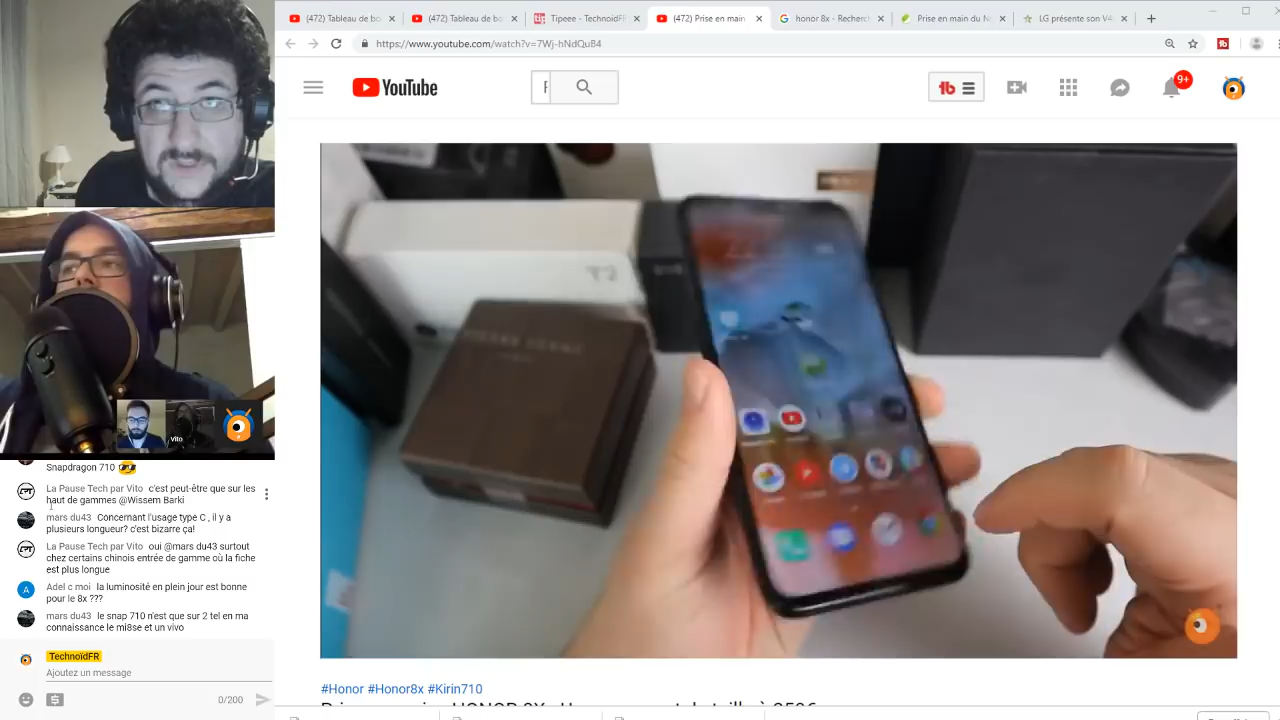 (472) Tableau de bo
(472) Tableau de bo
Tipeee - TechnoidFR
(472) Prise en main
honor 8x - Recherc
Prise en main du No
LG présente son V4
https://www.youtube.com/watch?v=7Wj-hNdQuB4
YouTube
9+
Vito
Snapdragon 710
La Pause Tech par Vito c'est peut-être que sur les
haut de gammes @Wissem Barki
mars du43 Concernant l'usage type C , il y a
plusieurs longueur? c'est bizarre ça!
La Pause Tech par Vito oui @mars du43 surtout
chez certains chinois entrée de gamme où la fiche
est plus longue
Adel c moi la luminosité en plein jour est bonne
pour le 8x ???
mars du43 le snap 710 n'est que sur 2 tel en ma
connaissance le mi8se et un vivo
TechnoïdFR
Ajoutez un message
0/200
#Honor #Honor8x #Kirin710